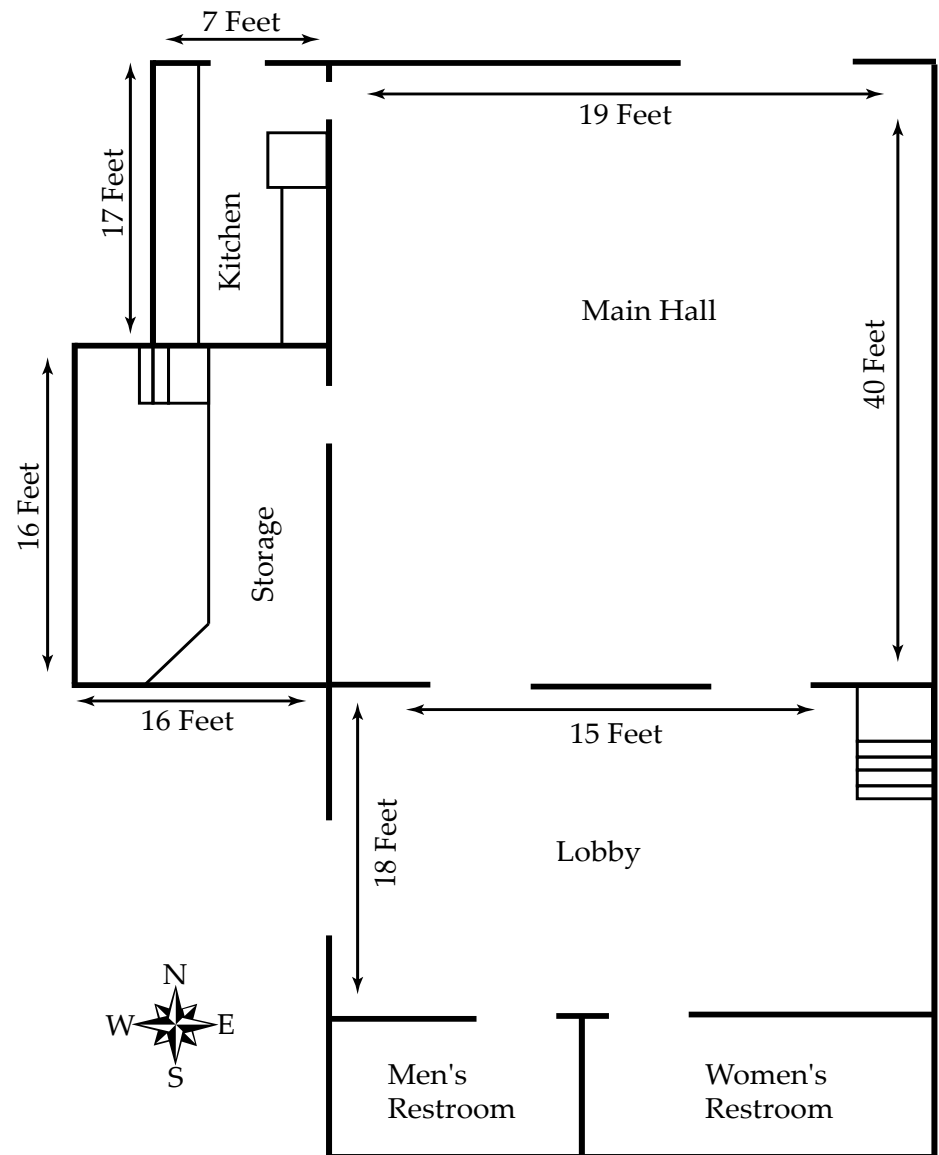 7 Feet
19 Feet
17 Feet
Kitchen
Main Hall
40 Feet
16 Feet
Storage
16 Feet
15 Feet
18 Feet
Lobby
N
W
E
S
Men's
Restroom
Women's
Restroom